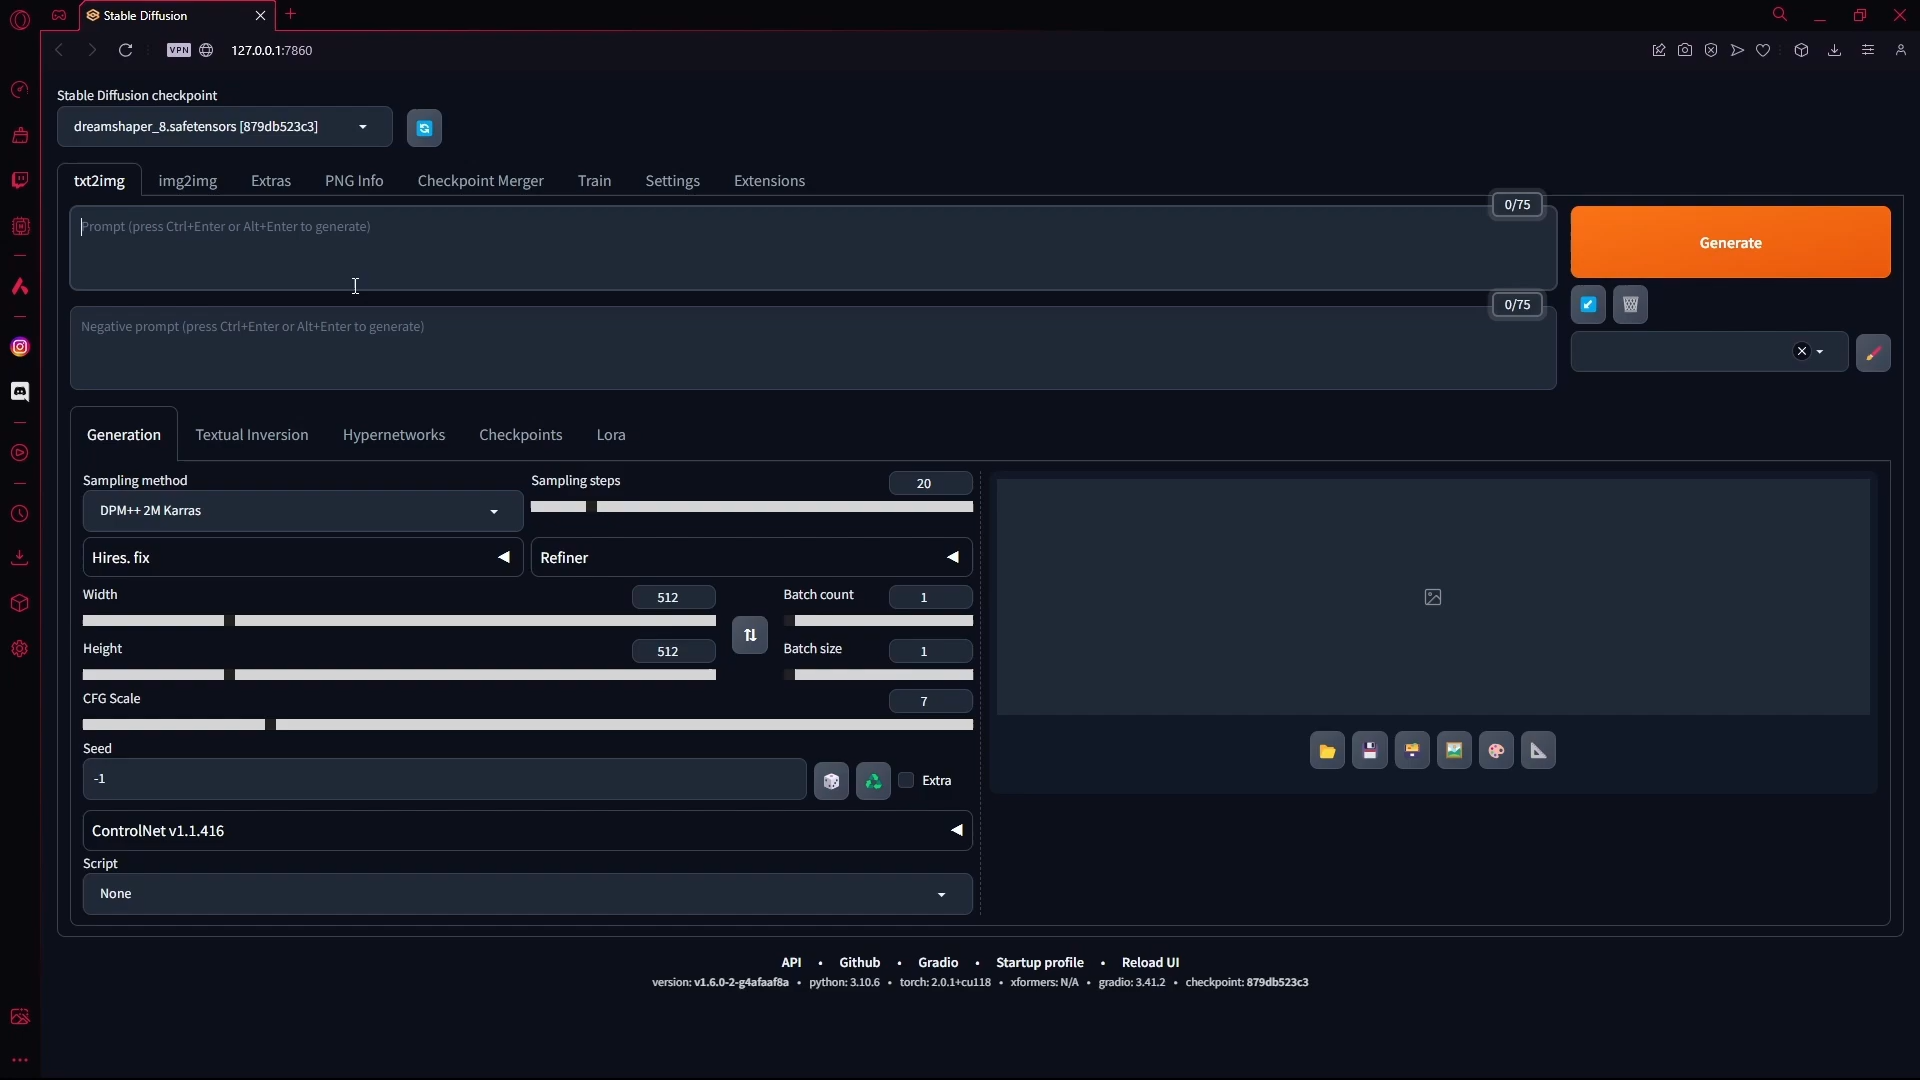 Stable Diffusion
VPN 127.0.0.1:7860
Stable Diffusion checkpoint
dreamshaper_8.safetensors [879db523c3]
txt2img img2img Extras PNG Info Checkpoint Merger Train Settings Extensions
0/75
Prompt (press Ctrl+Enter or Alt+Enter to generate)
Generate
0/75
Negative prompt (press Ctrl+Enter or Alt+Enter to generate)
Generation Textual Inversion Hypernetworks Checkpoints Lora
Sampling method
Sampling steps 20
DPM++ 2M Karras
Hires. fix
Refiner
Width 512
Batch count 1
Height 512
Batch size 1
CFG Scale 7
Seed
-1
Extra
ControlNet v1.1.416
Script
None
API • Github • Gradio • Startup profile • Reload UI
version: v1.6.0-2-g4afaaf8a • python: 3.10.6 • torch: 2.0.1+cu118 • xformers: N/A • gradio: 3.41.2 • checkpoint: 879db523c3